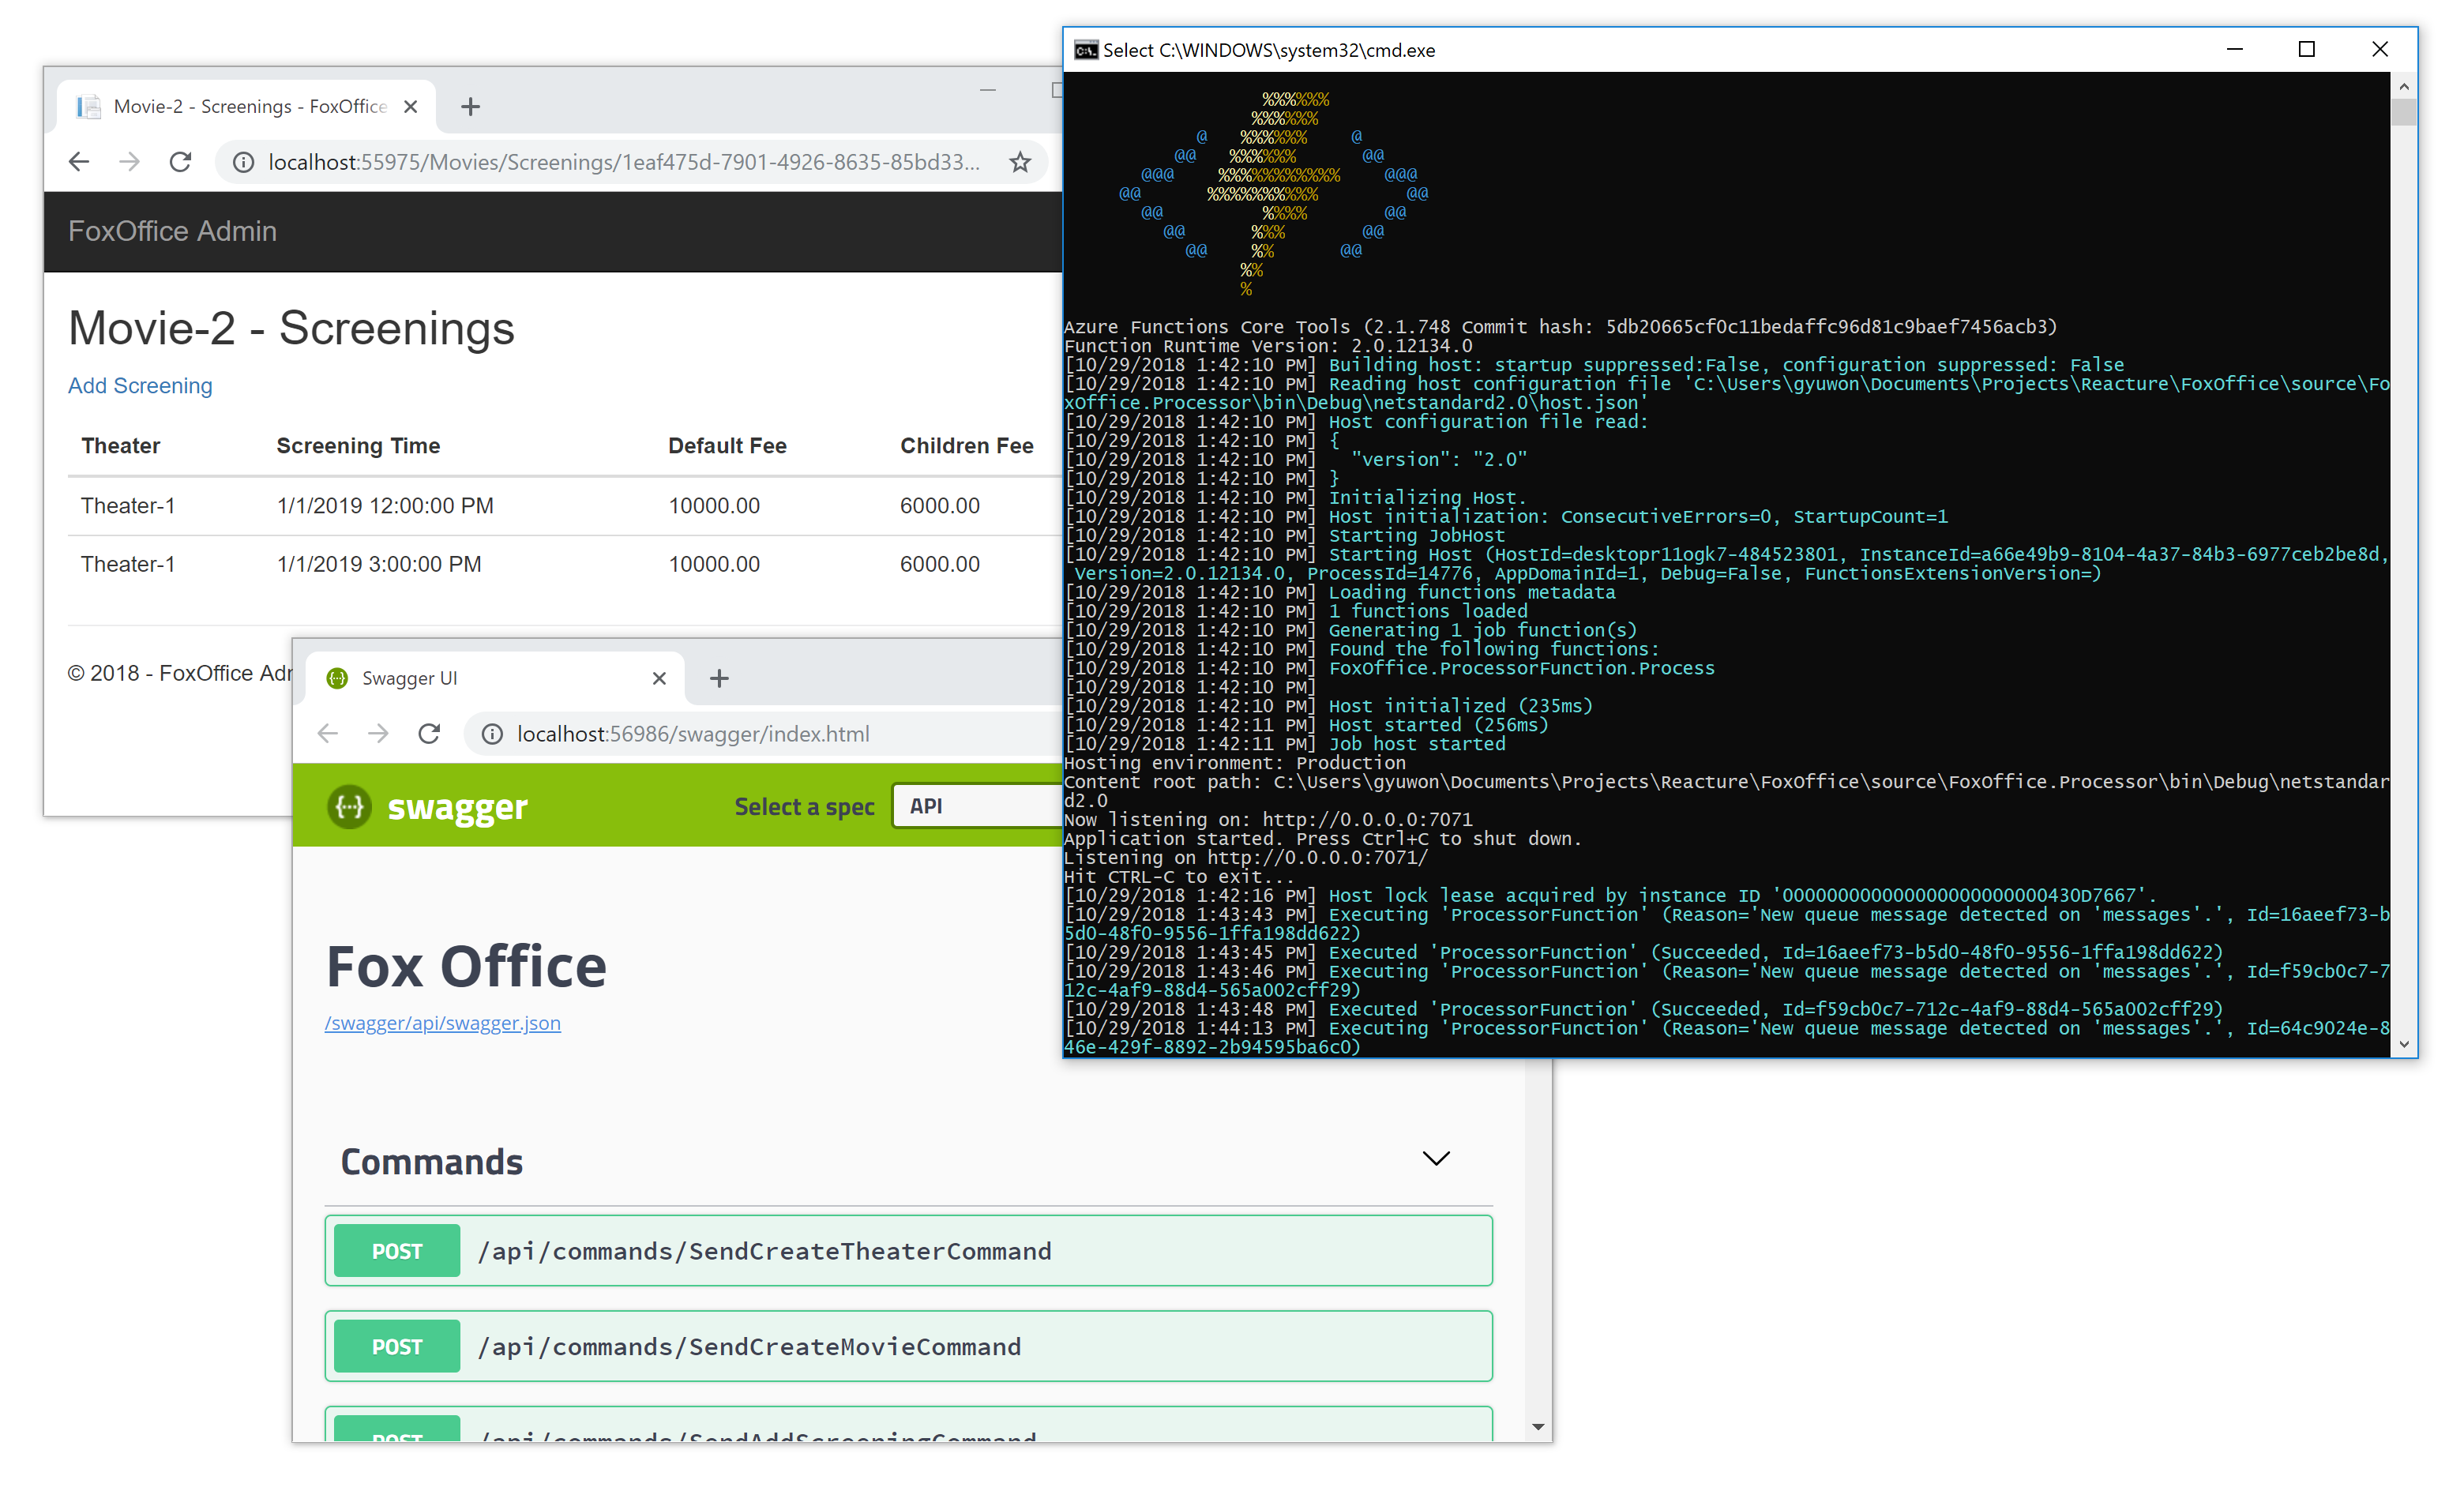 Movie-2 - Screenings - FoxOffice
localhost:55975/Movies/Screenings/1eaf475d-7901-4926-8635-85bd33...
FoxOffice Admin
Movie-2 - Screenings
Add Screening
Theater Screening Time Default Fee Children Fee
Theater-1 1/1/2019 12:00:00 PM 10000.00 6000.00
Theater-1 1/1/2019 3:00:00 PM 10000.00 6000.00
© 2018 - FoxOffice Adm
Swagger UI
localhost:56986/swagger/index.html
swagger Select a spec API
Fox Office
/swagger/api/swagger.json
Commands
POST /api/commands/SendCreateTheaterCommand
POST /api/commands/SendCreateMovieCommand
POST /api/commands/SendAddScreeningCommand
Select C:\WINDOWS\system32\cmd.exe
%%%%%%
%%%%%%
@ %%%%%% @
@@ %%%%%% @@
@@@ %%%%%%%%%%% @@@
@@ %%%%%%%%%% @@
@@ %%%% @@
@@ %%% @@
@@ %% @@
%%
%
Azure Functions Core Tools (2.1.748 Commit hash: 5db20665cf0c11bedaffc96d81c9baef7456acb3)
Function Runtime Version: 2.0.12134.0
[10/29/2018 1:42:10 PM] Building host: startup suppressed:False, configuration suppressed: False
[10/29/2018 1:42:10 PM] Reading host configuration file 'C:\Users\gyuwon\Documents\Projects\Reacture\FoxOffice\source\Fo
xOffice.Processor\bin\Debug\netstandard2.0\host.json'
[10/29/2018 1:42:10 PM] Host configuration file read:
[10/29/2018 1:42:10 PM] {
[10/29/2018 1:42:10 PM] "version": "2.0"
[10/29/2018 1:42:10 PM] }
[10/29/2018 1:42:10 PM] Initializing Host.
[10/29/2018 1:42:10 PM] Host initialization: ConsecutiveErrors=0, StartupCount=1
[10/29/2018 1:42:10 PM] Starting JobHost
[10/29/2018 1:42:10 PM] Starting Host (HostId=desktopr11ogk7-484523801, InstanceId=a66e49b9-8104-4a37-84b3-6977ceb2be8d,
Version=2.0.12134.0, ProcessId=14776, AppDomainId=1, Debug=False, FunctionsExtensionVersion=)
[10/29/2018 1:42:10 PM] Loading functions metadata
[10/29/2018 1:42:10 PM] 1 functions loaded
[10/29/2018 1:42:10 PM] Generating 1 job function(s)
[10/29/2018 1:42:10 PM] Found the following functions:
[10/29/2018 1:42:10 PM] FoxOffice.ProcessorFunction.Process
[10/29/2018 1:42:10 PM]
[10/29/2018 1:42:10 PM] Host initialized (235ms)
[10/29/2018 1:42:11 PM] Host started (256ms)
[10/29/2018 1:42:11 PM] Job host started
Hosting environment: Production
Content root path: C:\Users\gyuwon\Documents\Projects\Reacture\FoxOffice\source\FoxOffice.Processor\bin\Debug\netstandar
d2.0
Now listening on: http://0.0.0.0:7071
Application started. Press Ctrl+C to shut down.
Listening on http://0.0.0.0:7071/
Hit CTRL-C to exit...
[10/29/2018 1:42:16 PM] Host lock lease acquired by instance ID '000000000000000000000000430D7667'.
[10/29/2018 1:43:43 PM] Executing 'ProcessorFunction' (Reason='New queue message detected on 'messages'.', Id=16aeef73-b
5d0-48f0-9556-1ffa198dd622)
[10/29/2018 1:43:45 PM] Executed 'ProcessorFunction' (Succeeded, Id=16aeef73-b5d0-48f0-9556-1ffa198dd622)
[10/29/2018 1:43:46 PM] Executing 'ProcessorFunction' (Reason='New queue message detected on 'messages'.', Id=f59cb0c7-7
12c-4af9-88d4-565a002cff29)
[10/29/2018 1:43:48 PM] Executed 'ProcessorFunction' (Succeeded, Id=f59cb0c7-712c-4af9-88d4-565a002cff29)
[10/29/2018 1:44:13 PM] Executing 'ProcessorFunction' (Reason='New queue message detected on 'messages'.', Id=64c9024e-8
46e-429f-8892-2b94595ba6c0)